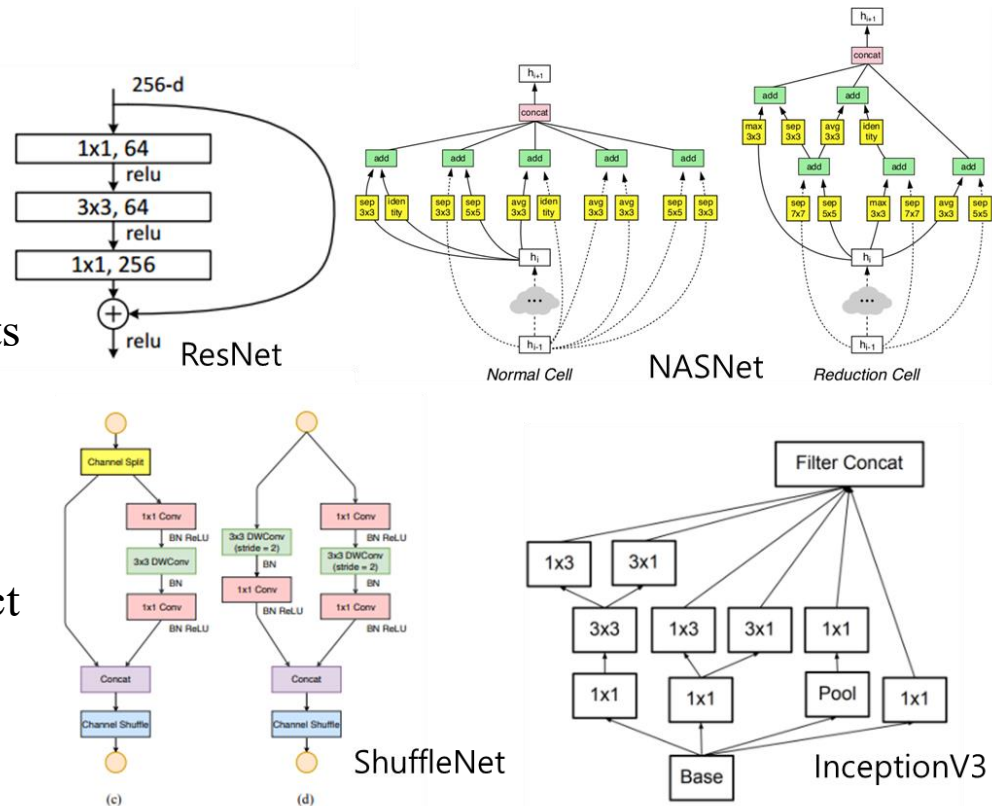 256-d
1x1, 64
relu
3x3, 64
relu
1x1, 256
+
relu
ResNet
ts
h i+1
concat
add add add add add
sep 3x3 iden tity sep 3x3 sep 5x5 avg 3x3 iden tity avg 3x3 avg 3x3 sep 5x5 sep 3x3
h i
...
h i-1
Normal Cell
NASNet
h i+1
concat
add add
max 3x3 sep 3x3 avg 3x3 iden tity
add add add
sep 7x7 sep 5x5 max 3x3 sep 7x7 avg 3x3 sep 5x5
h i
...
h i-1
Reduction Cell
ct
Channel Split
1x1 Conv
BN ReLU
3x3 DWConv
BN
1x1 Conv
BN ReLU
Concat
Channel Shuffle
(c)
3x3 DWConv
(stride = 2)
BN
1x1 Conv
BN ReLU
1x1 Conv
BN ReLU
3x3 DWConv
(stride = 2)
BN
1x1 Conv
BN ReLU
Concat
Channel Shuffle
(d)
ShuffleNet
Filter Concat
1x3 3x1
3x3 1x3 3x1 1x1
1x1 1x1 Pool 1x1
Base
InceptionV3